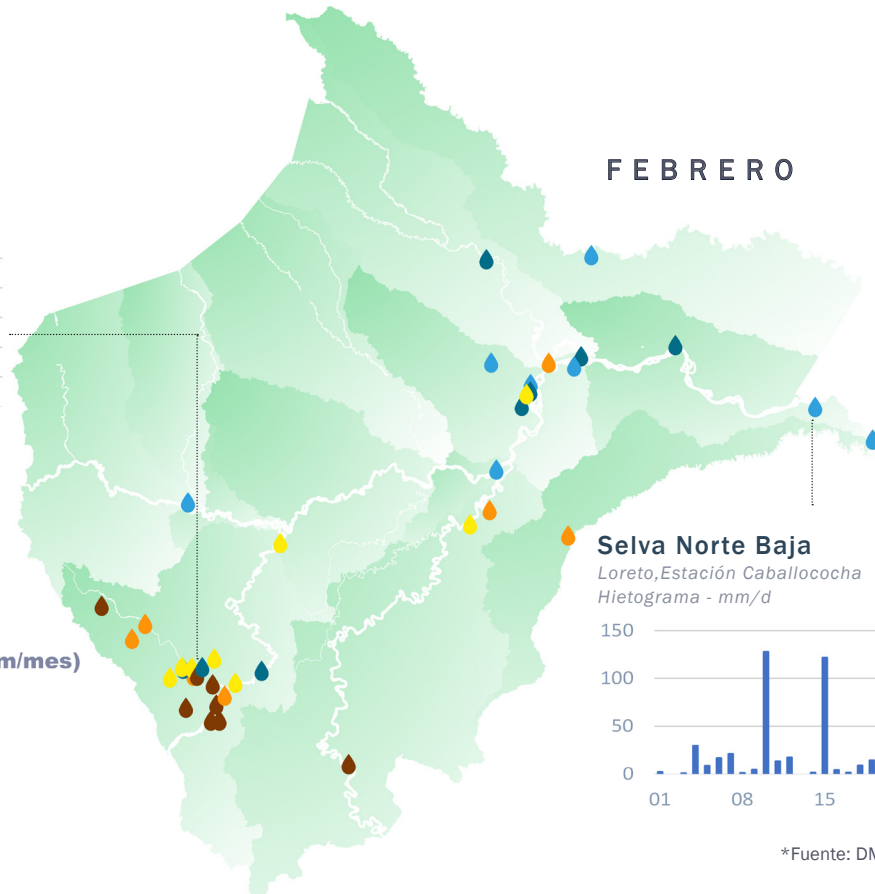 FEBRERO
m/mes)
Selva Norte Baja
Loreto,Estación Caballococha
Hietograma - mm/d
150
100
50
0
01 08 15
*Fuente: DM